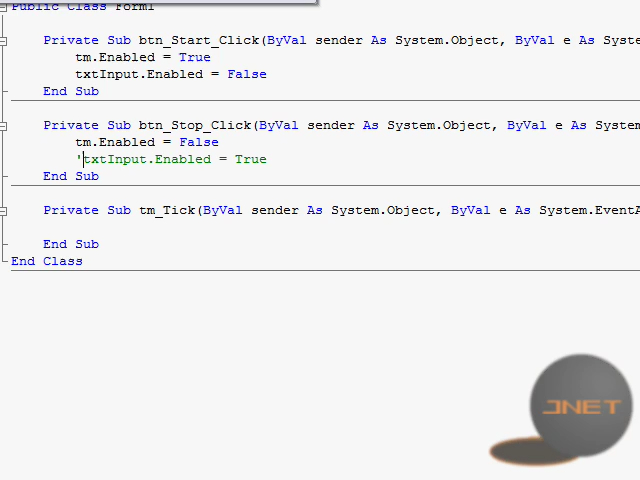 Public Class Form1
Private Sub btn_Start_Click(ByVal sender As System.Object, ByVal e As Syste
tm.Enabled = True
txtInput.Enabled = False
End Sub
Private Sub btn_Stop_Click(ByVal sender As System.Object, ByVal e As System
tm.Enabled = False
'txtInput.Enabled = True
End Sub
Private Sub tm_Tick(ByVal sender As System.Object, ByVal e As System.EventA
End Sub
End Class
JNET